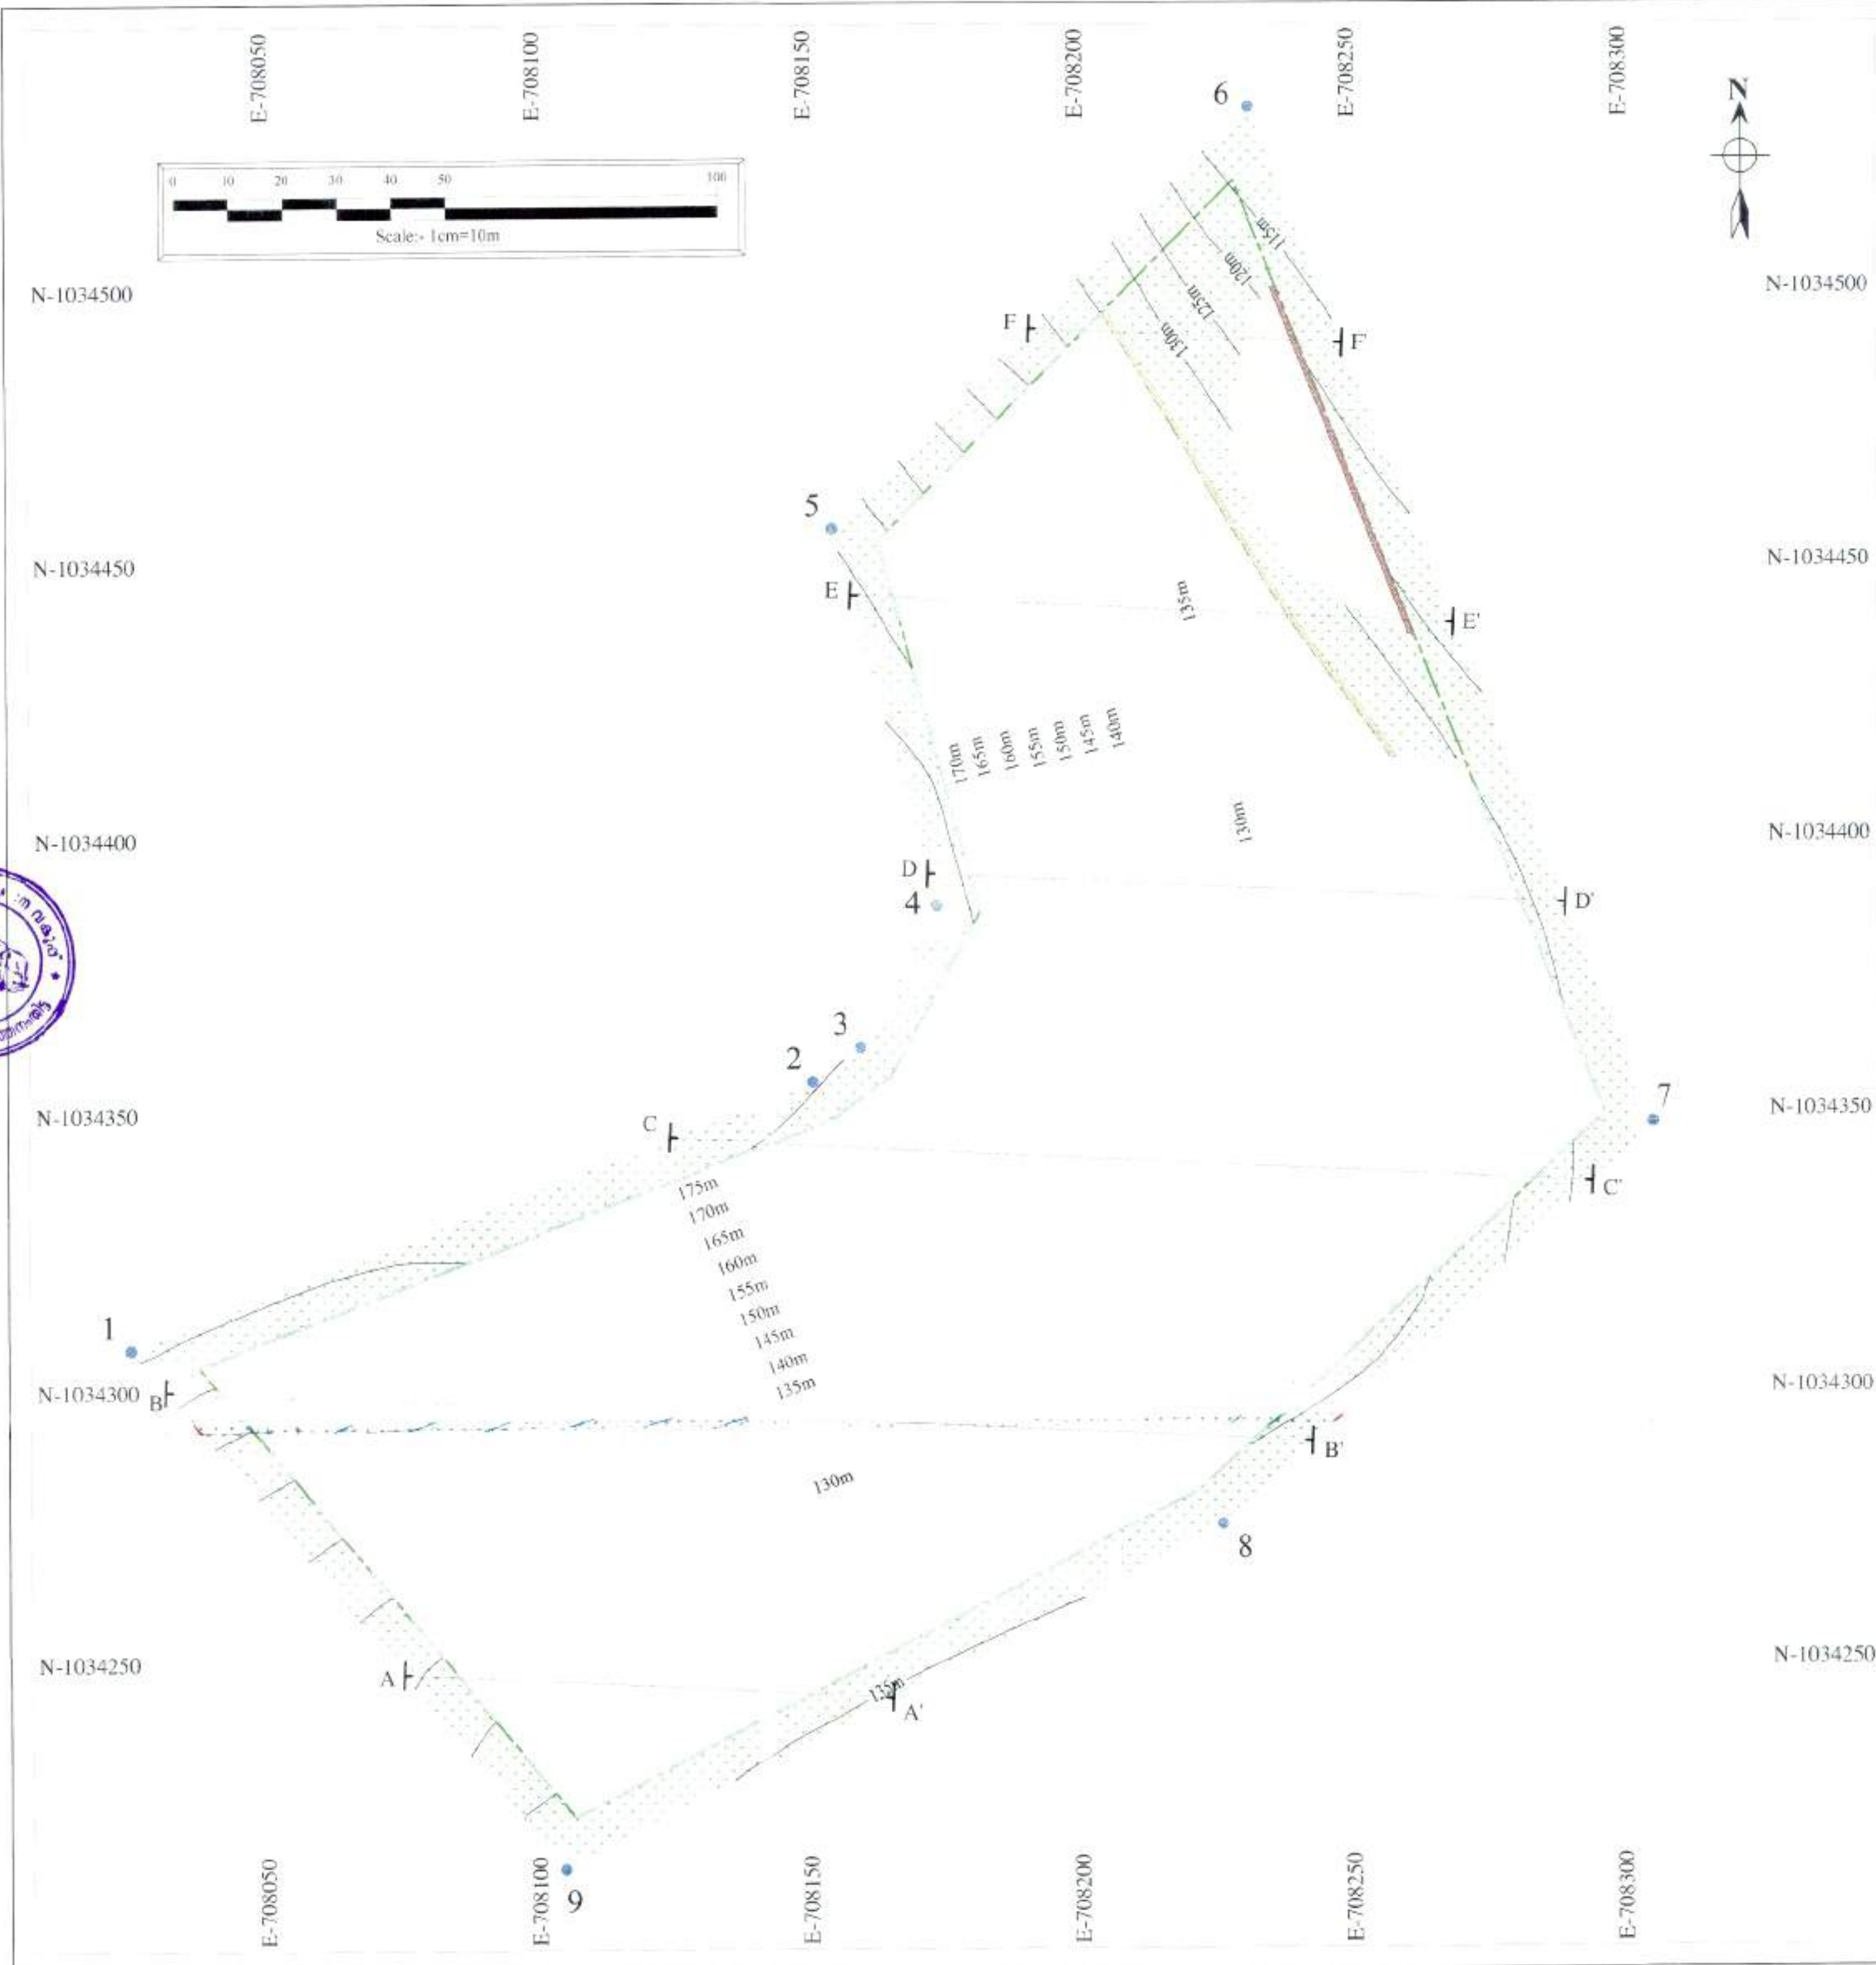 E-708050
E-708100
E-708150
E-708200
E-708250
E-708300
6
N
0 10 20 30 40 50 100
Scale:- 1cm=10m
115m
120m
125m
130m
N-1034500
N-1034500
F
F'
5
N-1034450
N-1034450
E
E'
135m
170m
165m
160m
155m
150m
145m
140m
130m
N-1034400
N-1034400
D
D'
4
3
2
7
N-1034350
N-1034350
C
C'
175m
170m
165m
160m
155m
150m
145m
140m
135m
1
N-1034300
N-1034300
B
B'
130m
8
N-1034250
N-1034250
A
135m
A'
E-708050
E-708100
E-708150
E-708200
E-708250
E-708300
9